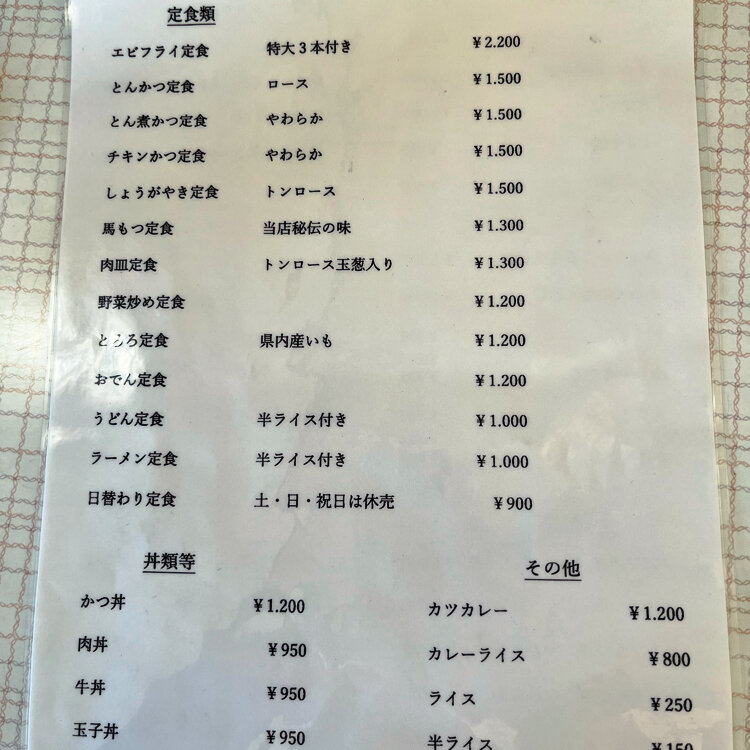 定食類
エビフライ定食 特大3本付き ¥2.200
とんかつ定食 ロース ¥1.500
とん煮かつ定食 やわらか ¥1.500
チキンかつ定食 やわらか ¥1.500
しょうがやき定食 トンロース ¥1.500
馬もつ定食 当店秘伝の味 ¥1.300
肉皿定食 トンロース玉葱入り ¥1.300
野菜炒め定食 ¥1.200
とろろ定食 県内産いも ¥1.200
おでん定食 ¥1.200
うどん定食 半ライス付き ¥1.000
ラーメン定食 半ライス付き ¥1.000
日替わり定食 土・日・祝日は休売 ¥900
丼類等
かつ丼 ¥1.200
肉丼 ¥950
牛丼 ¥950
玉子丼 ¥950
その他
カツカレー ¥1.200
カレーライス ¥800
ライス ¥250
半ライス ¥150